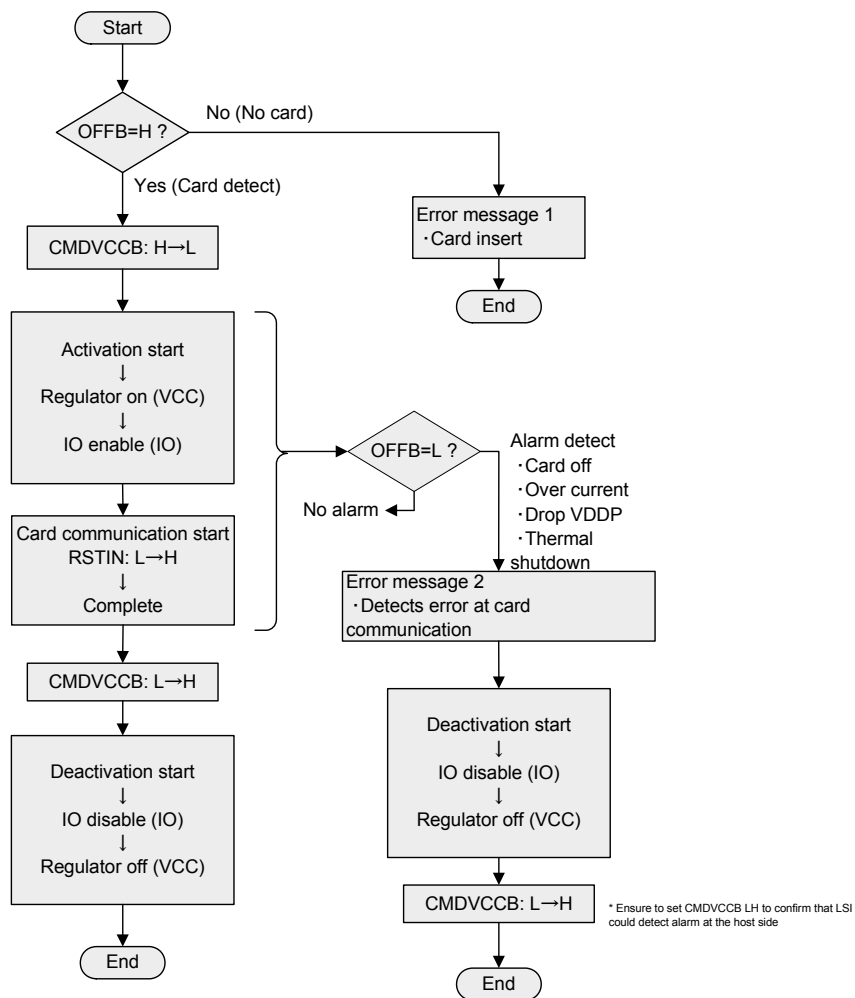 Start
OFFB=H ?
No (No card)
Yes (Card detect)
Error message 1
・Card insert
End
CMDVCCB: H→L
Activation start
↓
Regulator on (VCC)
↓
IO enable (IO)
OFFB=L ?
No alarm
Alarm detect
・Card off
・Over current
・Drop VDDP
・Thermal
shutdown
Card communication start
RSTIN: L→H
↓
Complete
Error message 2
・Detects error at card
communication
CMDVCCB: L→H
Deactivation start
↓
IO disable (IO)
↓
Regulator off (VCC)
End
Deactivation start
↓
IO disable (IO)
↓
Regulator off (VCC)
CMDVCCB: L→H
* Ensure to set CMDVCCB LH to confirm that LSI
could detect alarm at the host side
End